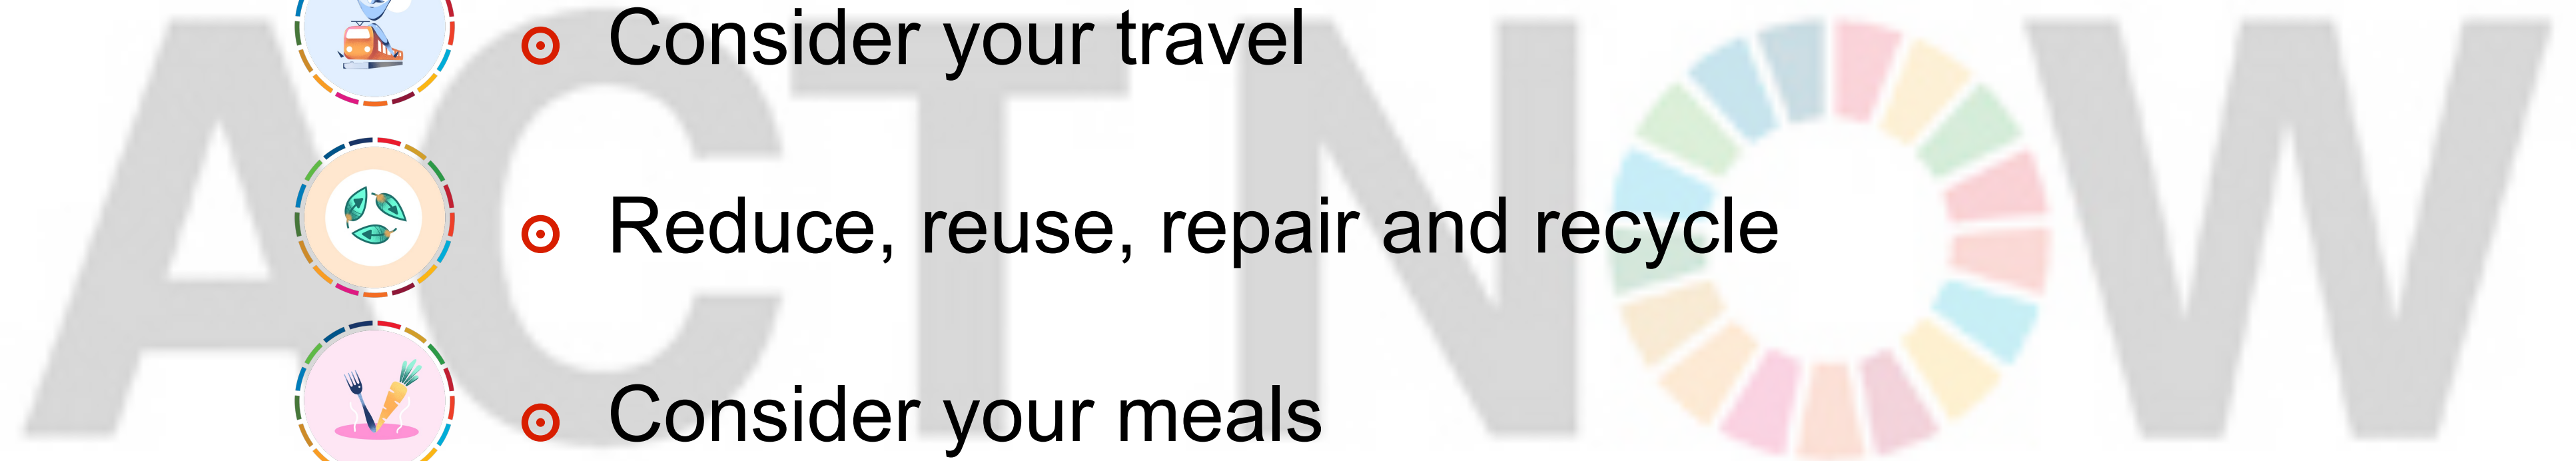 ACT NOW
Consider your travel
Reduce, reuse, repair and recycle
Consider your meals